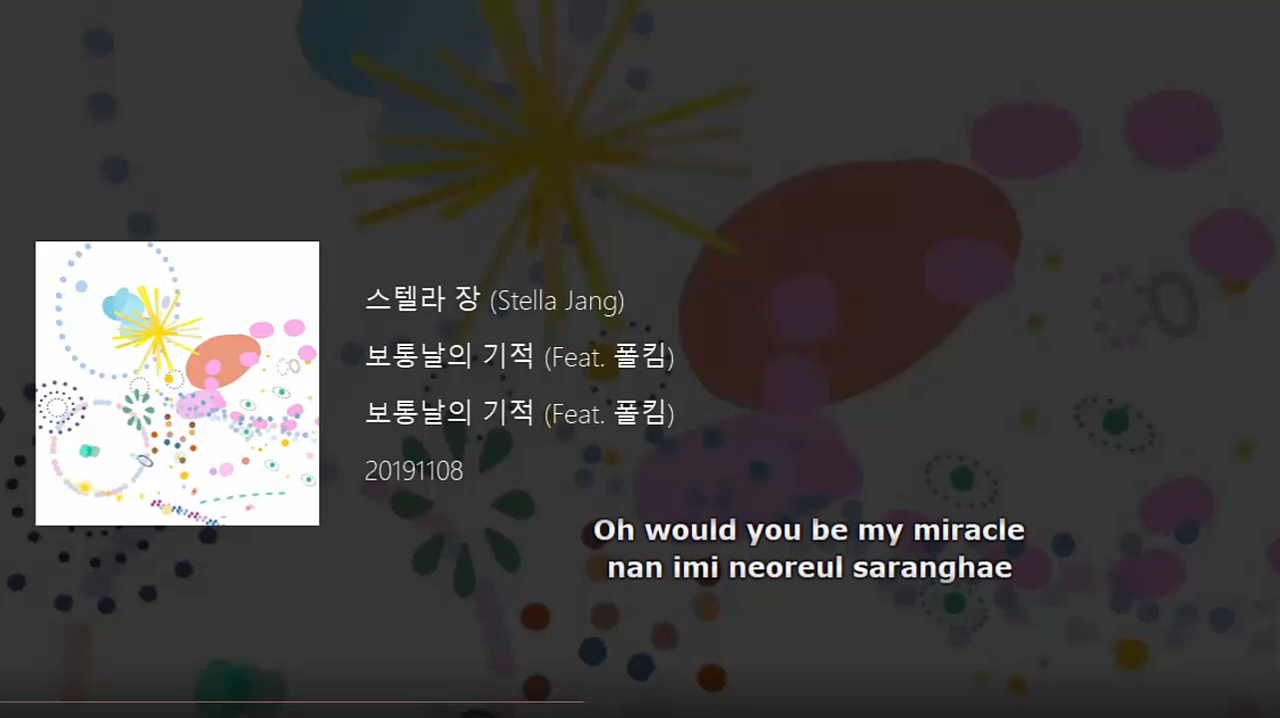 스텔라 장 (Stella Jang)
보통날의 기적 (Feat. 폴킴)
보통날의 기적 (Feat. 폴킴)
20191108
Oh would you be my miracle
nan imi neoreul saranghae